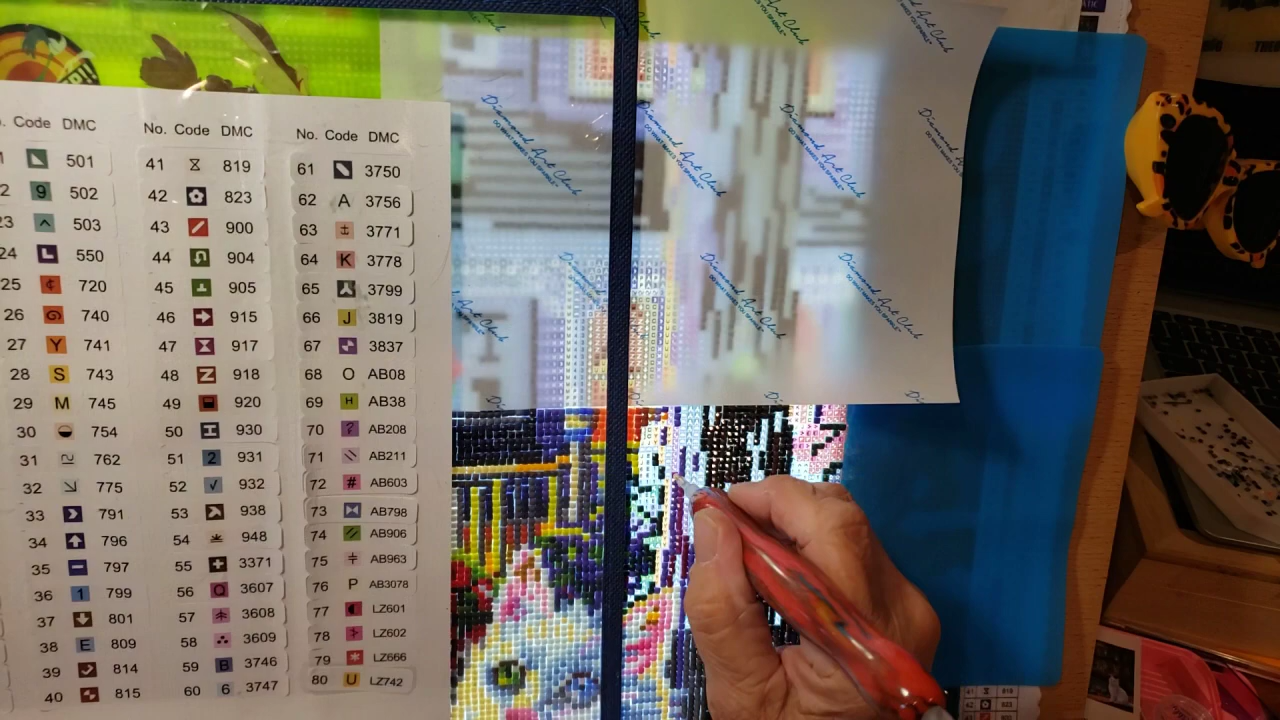 No. Code DMC
501
502
503
24 550
25 720
26 740
27 741
28 S 743
29 M 745
30 754
31 762
32 775
33 791
34 796
35 797
36 1 799
37 801
38 E 809
39 814
40 815
No. Code DMC
41 819
42 823
43 900
44 904
45 905
46 915
47 917
48 Z 918
49 920
50 930
51 2 931
52 932
53 938
54 948
55 3371
56 Q 3607
57 3608
58 3609
59 B 3746
60 6 3747
No. Code DMC
61 3750
62 A 3756
63 3771
64 K 3778
65 3799
66 J 3819
67 3837
68 O AB08
69 H AB38
70 ? AB208
71 AB211
72 # AB603
73 AB798
74 AB906
75 AB963
76 P AB3078
77 LZ601
78 LZ602
79 LZ666
80 U LZ742
Diamond Art Club
Diamond Art Club
Diamond Art Club
Diamond Art Club
Diamond Art Club
Diamond Art Club